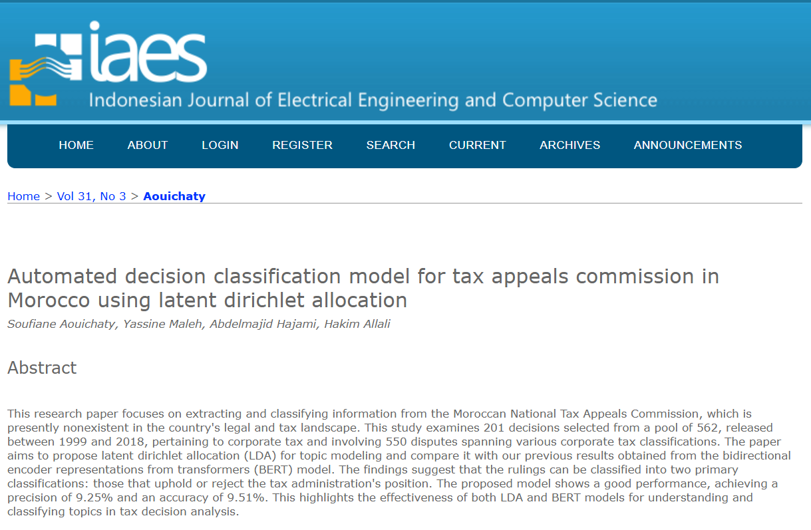 iaes
Indonesian Journal of Electrical Engineering and Computer Science
HOME ABOUT LOGIN REGISTER SEARCH CURRENT ARCHIVES ANNOUNCEMENTS
Home > Vol 31, No 3 > Aouichaty
Automated decision classification model for tax appeals commission in
Morocco using latent dirichlet allocation
Soufiane Aouichaty, Yassine Maleh, Abdelmajid Hajami, Hakim Allali
Abstract
This research paper focuses on extracting and classifying information from the Moroccan National Tax Appeals Commission, which is
presently nonexistent in the country's legal and tax landscape. This study examines 201 decisions selected from a pool of 562, released
between 1999 and 2018, pertaining to corporate tax and involving 550 disputes spanning various corporate tax classifications. The paper
aims to propose latent dirichlet allocation (LDA) for topic modeling and compare it with our previous results obtained from the bidirectional
encoder representations from transformers (BERT) model. The findings suggest that the rulings can be classified into two primary
classifications: those that uphold or reject the tax administration's position. The proposed model shows a good performance, achieving a
precision of 9.25% and an accuracy of 9.51%. This highlights the effectiveness of both LDA and BERT models for understanding and
classifying topics in tax decision analysis.